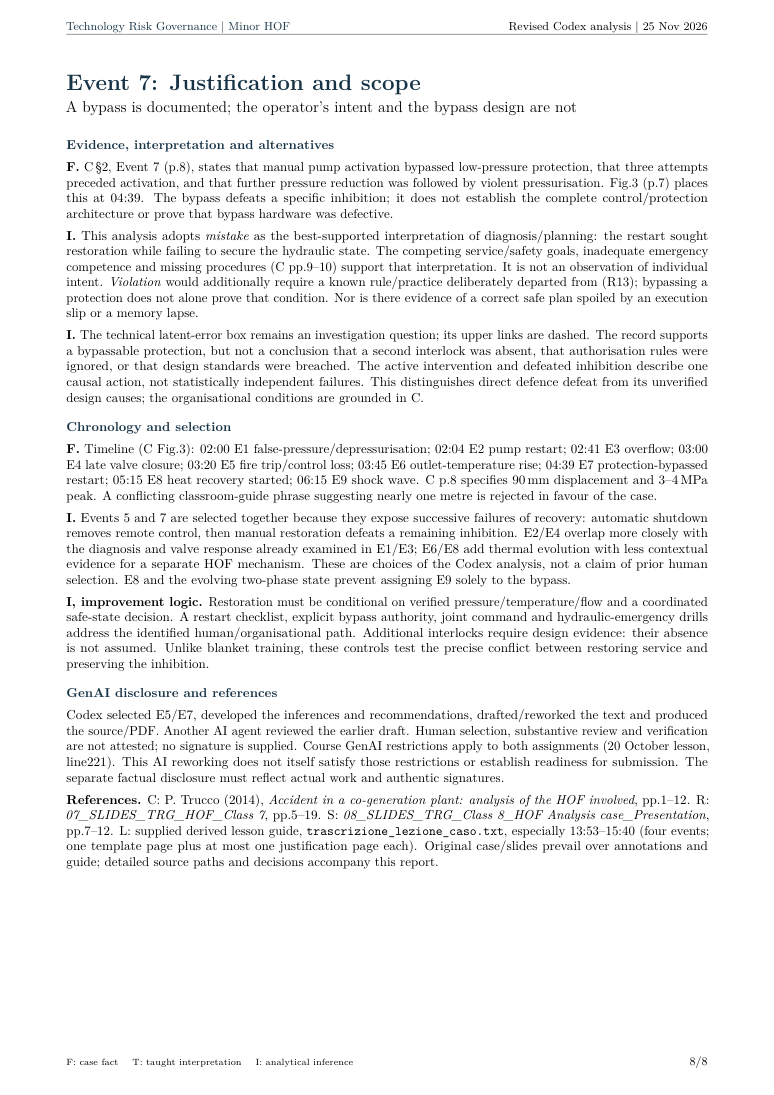 Technology Risk Governance | Minor HOF
Revised Codex analysis | 25 Nov 2026
Event 7: Justification and scope
A bypass is documented; the operator's intent and the bypass design are not
Evidence, interpretation and alternatives
F. C §2, Event 7 (p.8), states that manual pump activation bypassed low-pressure protection, that three attempts
preceded activation, and that further pressure reduction was followed by violent pressurisation. Fig.3 (p.7) places
this at 04:39. The bypass defeats a specific inhibition; it does not establish the complete control/protection
architecture or prove that bypass hardware was defective.
I. This analysis adopts mistake as the best-supported interpretation of diagnosis/planning: the restart sought
restoration while failing to secure the hydraulic state. The competing service/safety goals, inadequate emergency
competence and missing procedures (C pp.9–10) support that interpretation. It is not an observation of individual
intent. Violation would additionally require a known rule/practice deliberately departed from (R13); bypassing a
protection does not alone prove that condition. Nor is there evidence of a correct safe plan spoiled by an execution
slip or a memory lapse.
I. The technical latent-error box remains an investigation question; its upper links are dashed. The record supports
a bypassable protection, but not a conclusion that a second interlock was absent, that authorisation rules were
ignored, or that design standards were breached. The active intervention and defeated inhibition describe one
causal action, not statistically independent failures. This distinguishes direct defence defeat from its unverified
design causes; the organisational conditions are grounded in C.
Chronology and selection
F. Timeline (C Fig.3): 02:00 E1 false-pressure/depressurisation; 02:04 E2 pump restart; 02:41 E3 overflow; 03:00
E4 late valve closure; 03:20 E5 fire trip/control loss; 03:45 E6 outlet-temperature rise; 04:39 E7 protection-bypassed
restart; 05:15 E8 heat recovery started; 06:15 E9 shock wave. C p.8 specifies 90 mm displacement and 3–4 MPa
peak. A conflicting classroom-guide phrase suggesting nearly one metre is rejected in favour of the case.
I. Events 5 and 7 are selected together because they expose successive failures of recovery: automatic shutdown
removes remote control, then manual restoration defeats a remaining inhibition. E2/E4 overlap more closely with
the diagnosis and valve response already examined in E1/E3; E6/E8 add thermal evolution with less contextual
evidence for a separate HOF mechanism. These are choices of the Codex analysis, not a claim of prior human
selection. E8 and the evolving two-phase state prevent assigning E9 solely to the bypass.
I, improvement logic. Restoration must be conditional on verified pressure/temperature/flow and a coordinated
safe-state decision. A restart checklist, explicit bypass authority, joint command and hydraulic-emergency drills
address the identified human/organisational path. Additional interlocks require design evidence: their absence
is not assumed. Unlike blanket training, these controls test the precise conflict between restoring service and
preserving the inhibition.
GenAI disclosure and references
Codex selected E5/E7, developed the inferences and recommendations, drafted/reworked the text and produced
the source/PDF. Another AI agent reviewed the earlier draft. Human selection, substantive review and verification
are not attested; no signature is supplied. Course GenAI restrictions apply to both assignments (20 October lesson,
line221). This AI reworking does not itself satisfy those restrictions or establish readiness for submission. The
separate factual disclosure must reflect actual work and authentic signatures.
References. C: P. Trucco (2014), Accident in a co-generation plant: analysis of the HOF involved, pp.1–12. R:
07_SLIDES_TRG_HOF_Class 7, pp.5–19. S: 08_SLIDES_TRG_Class 8_HOF Analysis case_Presentation,
pp.7–12. L: supplied derived lesson guide, trascrizione_lezione_caso.txt, especially 13:53–15:40 (four events;
one template page plus at most one justification page each). Original case/slides prevail over annotations and
guide; detailed source paths and decisions accompany this report.
F: case fact T: taught interpretation I: analytical inference
8/8